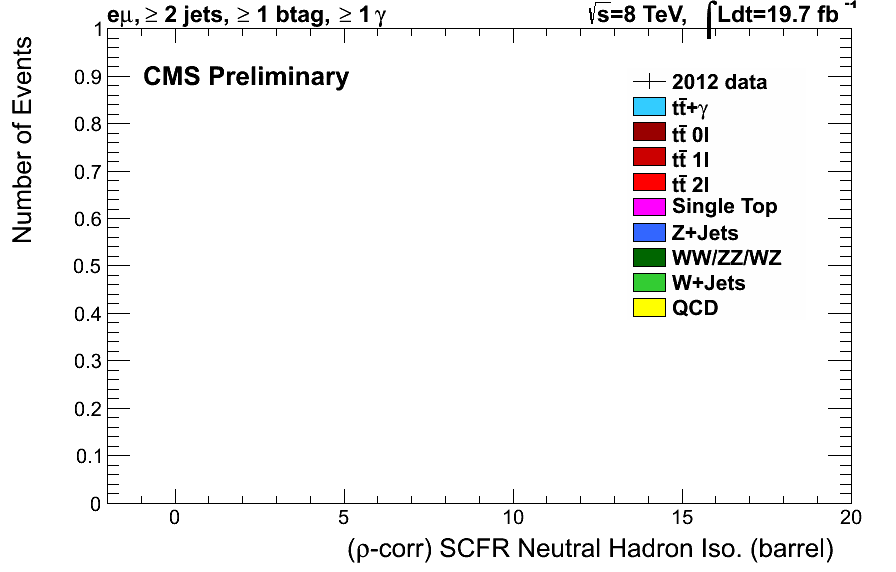 eμ, ≥ 2 jets, ≥ 1 btag, ≥ 1 γ
√s=8 TeV, ∫Ldt=19.7 fb⁻¹
CMS Preliminary
Number of Events
1
0.9
0.8
0.7
0.6
0.5
0.4
0.3
0.2
0.1
0
2012 data
tt̄+γ
tt̄ 0l
tt̄ 1l
tt̄ 2l
Single Top
Z+Jets
WW/ZZ/WZ
W+Jets
QCD
0 5 10 15 20
(ρ-corr) SCFR Neutral Hadron Iso. (barrel)